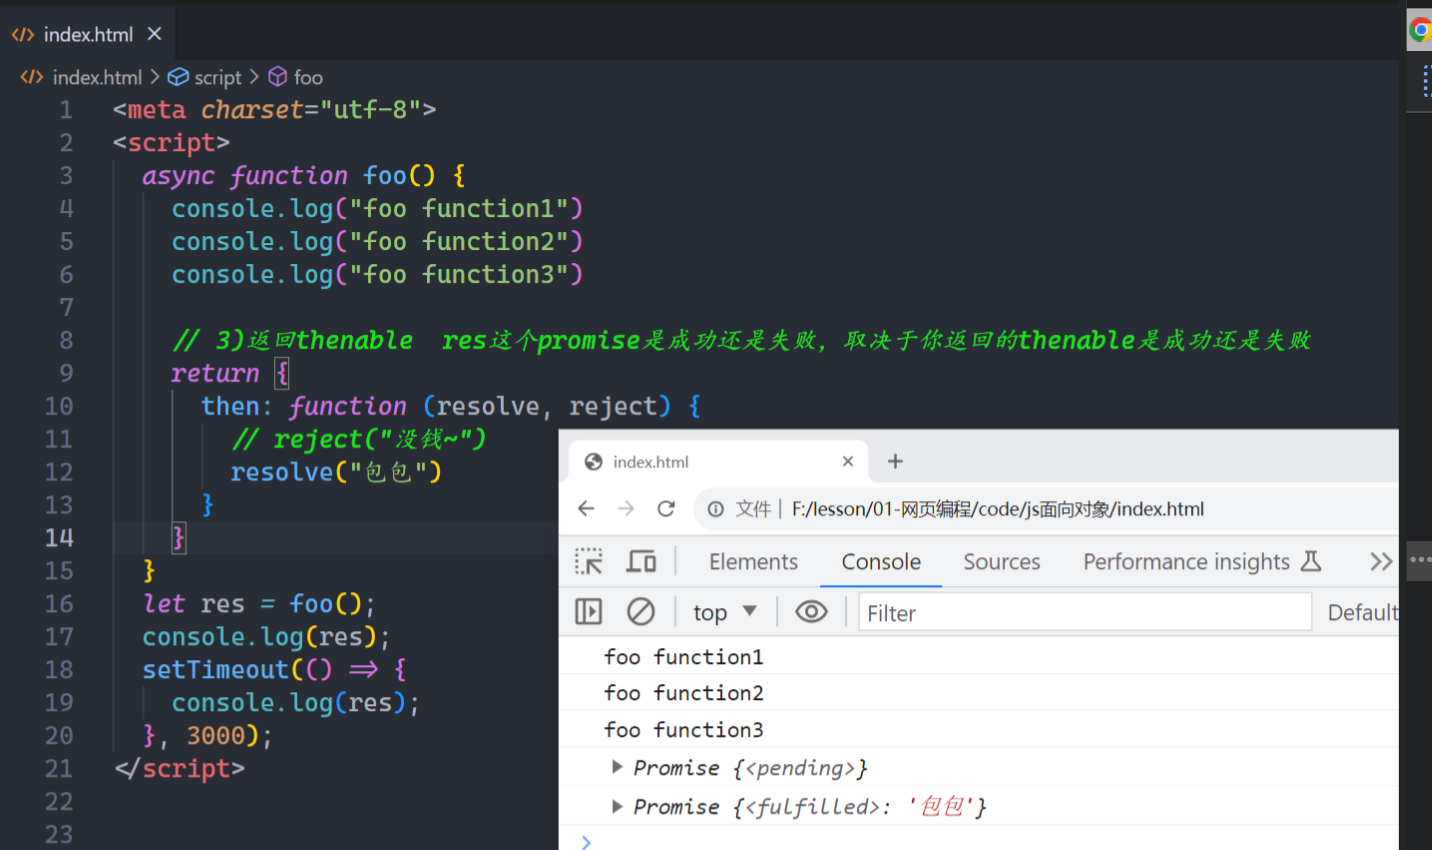 index.html
index.html > script > foo
1 <meta charset="utf-8">
2 <script>
3 async function foo() {
4 console.log("foo function1")
5 console.log("foo function2")
6 console.log("foo function3")
7
8 // 3)返回thenable  res这个promise是成功还是失败，取决于你返回的thenable是成功还是失败
9 return {
10 then: function (resolve, reject) {
11 // reject("没钱~")
12 resolve("包包")
13 }
14 }
15 }
16 let res = foo();
17 console.log(res);
18 setTimeout(() => {
19 console.log(res);
20 }, 3000);
21 </script>
22
23
index.html
文件 | F:/lesson/01-网页编程/code/js面向对象/index.html
Elements Console Sources Performance insights
top Filter Default
foo function1
foo function2
foo function3
Promise {<pending>}
Promise {<fulfilled>: '包包'}